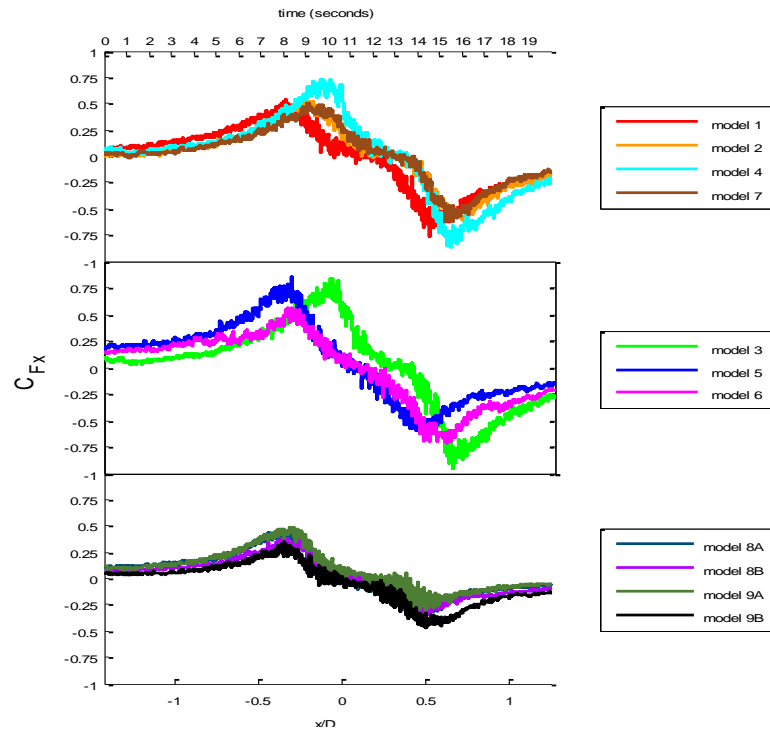 time (seconds)
0 1 2 3 4 5 6 7 8 9 10 11 12 13 14 15 16 17 18 19
1
0.75
0.5
0.25
0
-0.25
-0.5
-0.75
-1
model 1
model 2
model 4
model 7
0.75
0.5
0.25
0
-0.25
-0.5
-0.75
-1
model 3
model 5
model 6
C Fx
0.75
0.5
0.25
0
-0.25
-0.5
-0.75
-1
model 8A
model 8B
model 9A
model 9B
-1 -0.5 0 0.5 1
x/D